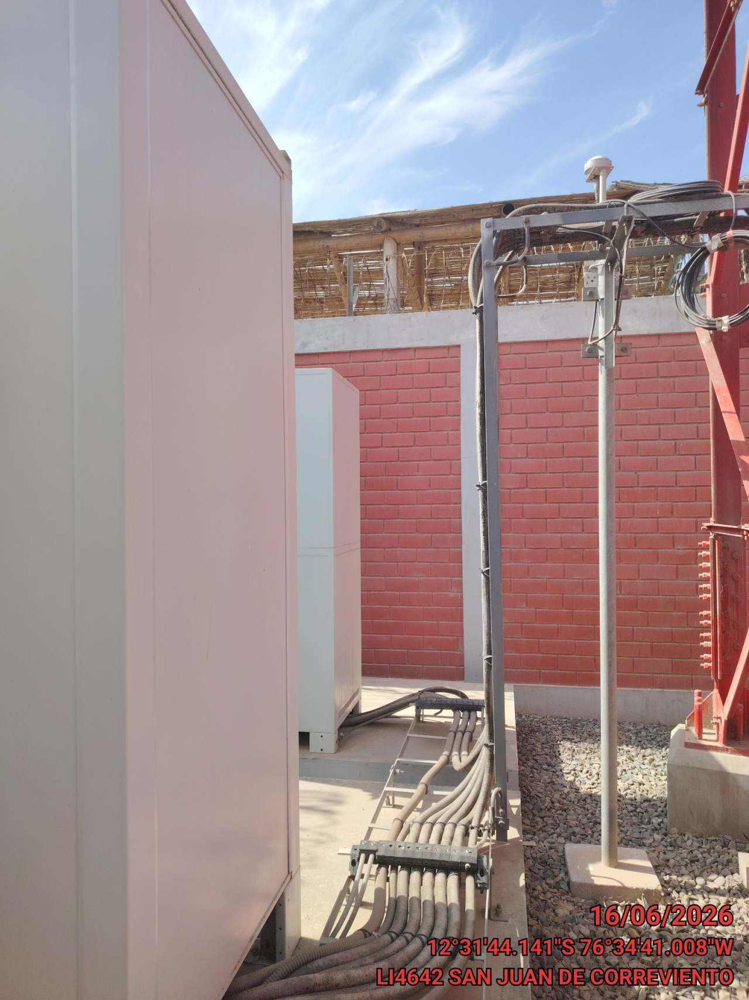 16/06/2026
12°31'44.141"S 76°34'41.008"W
LI4642 SAN JUAN DE CORREVIENTO